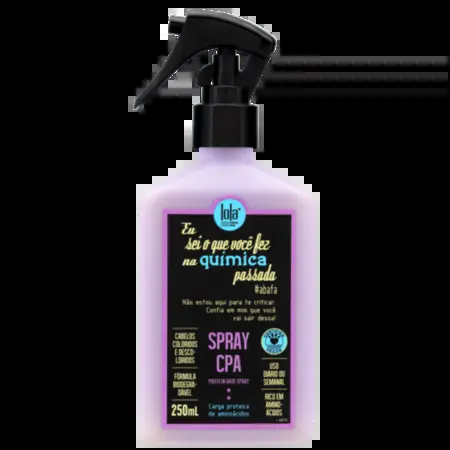 lola
Eu
sei o que você fez
na química
passada
#abafa
Não estou aqui para te criticar.
Confia em mim que você
vai sair dessa!
CABELOS
COLORIDOS
E DESCO-
LORIDOS
FÓRMULA
BIODEGRA-
DÁVEL
250mL
SPRAY
CPA
PROTEIN HAIR SPRAY
Carga proteica
de aminoácidos
USO
DIÁRIO OU
SEMANAL
RICO EM
AMINO-
ÁCIDOS